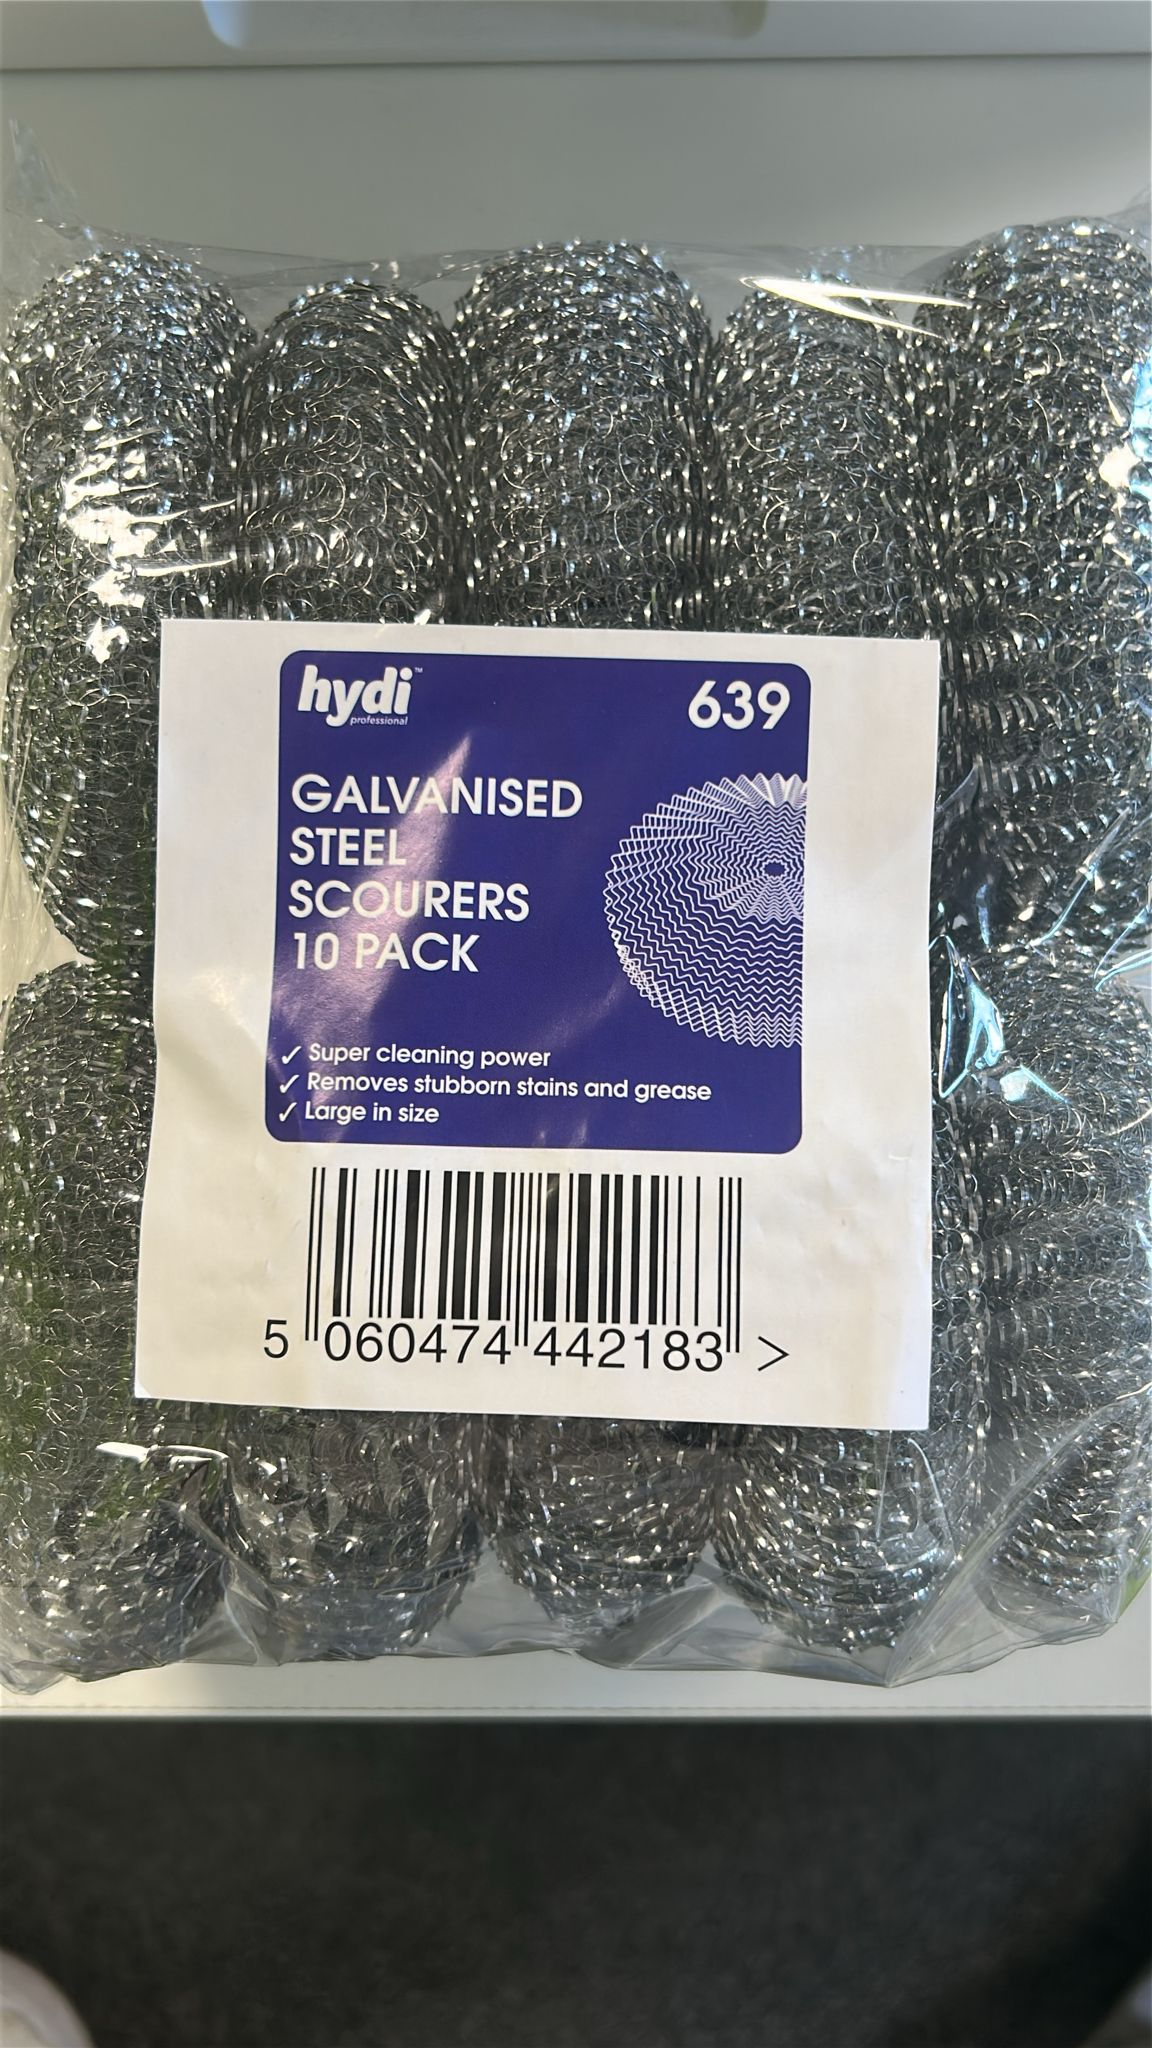 hydi™
professional
639
GALVANISED
STEEL
SCOURERS
10 PACK
✓ Super cleaning power
✓ Removes stubborn stains and grease
✓ Large in size
5 060474 442183 >